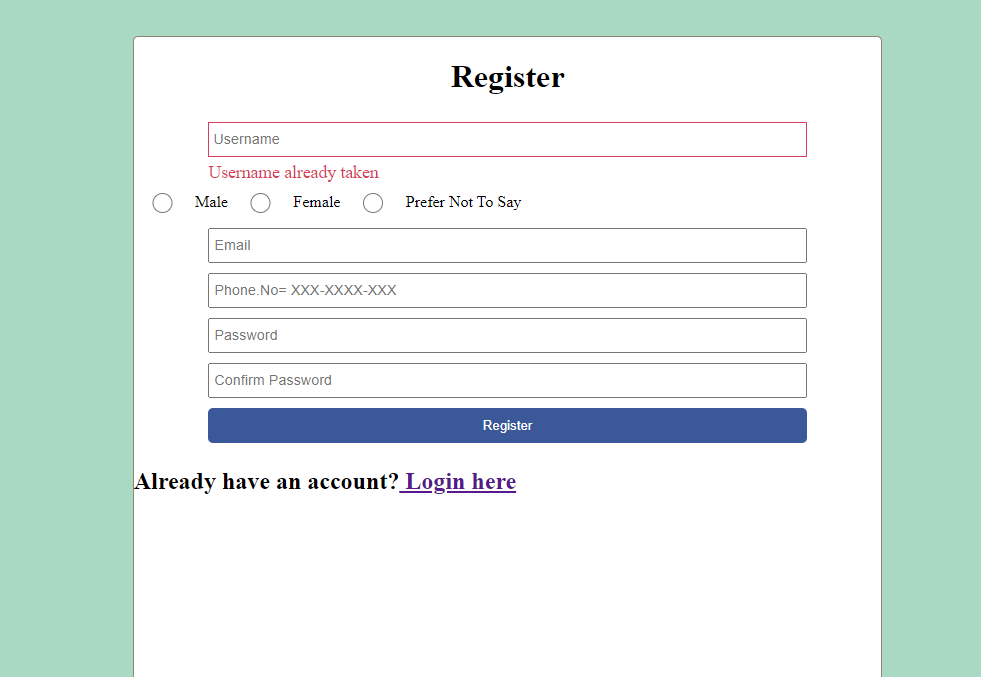 Register
Username
Username already taken
Male Female Prefer Not To Say
Email
Phone.No= XXX-XXXX-XXX
Password
Confirm Password
Register
Already have an account? Login here